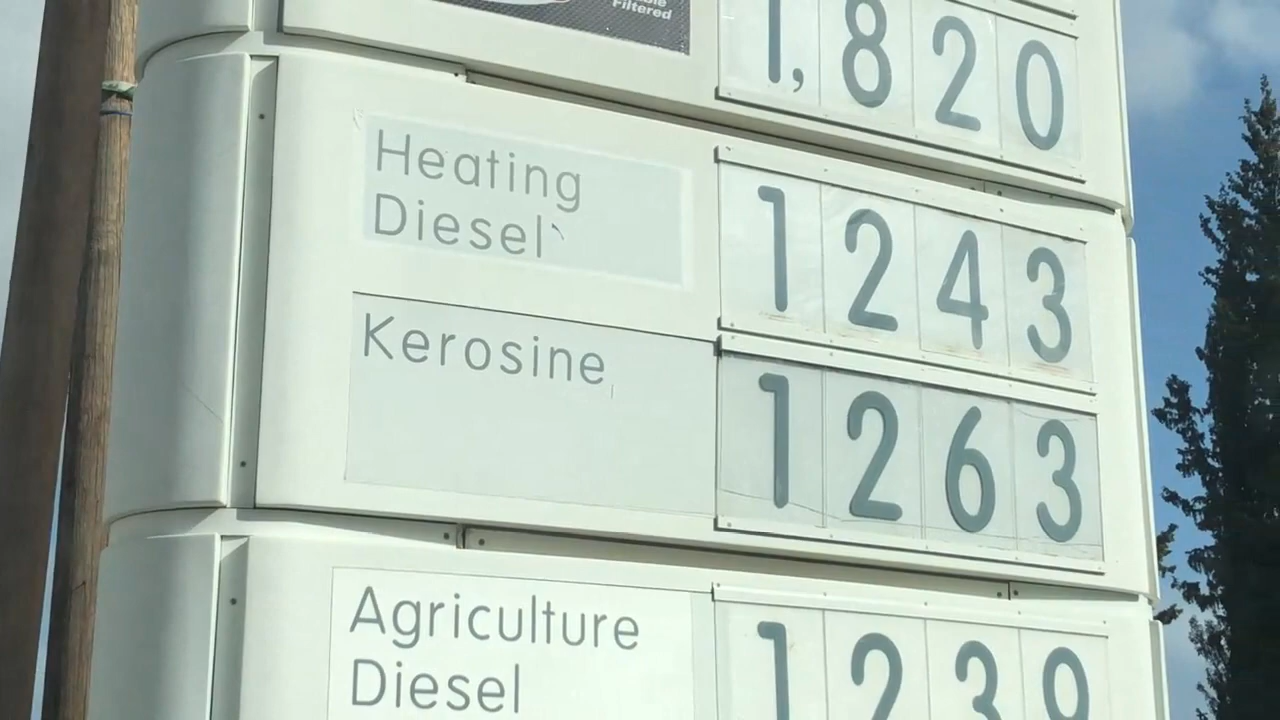 Filtered
1,820
Heating
Diesel
1243
Kerosine
1263
Agriculture
Diesel
1239